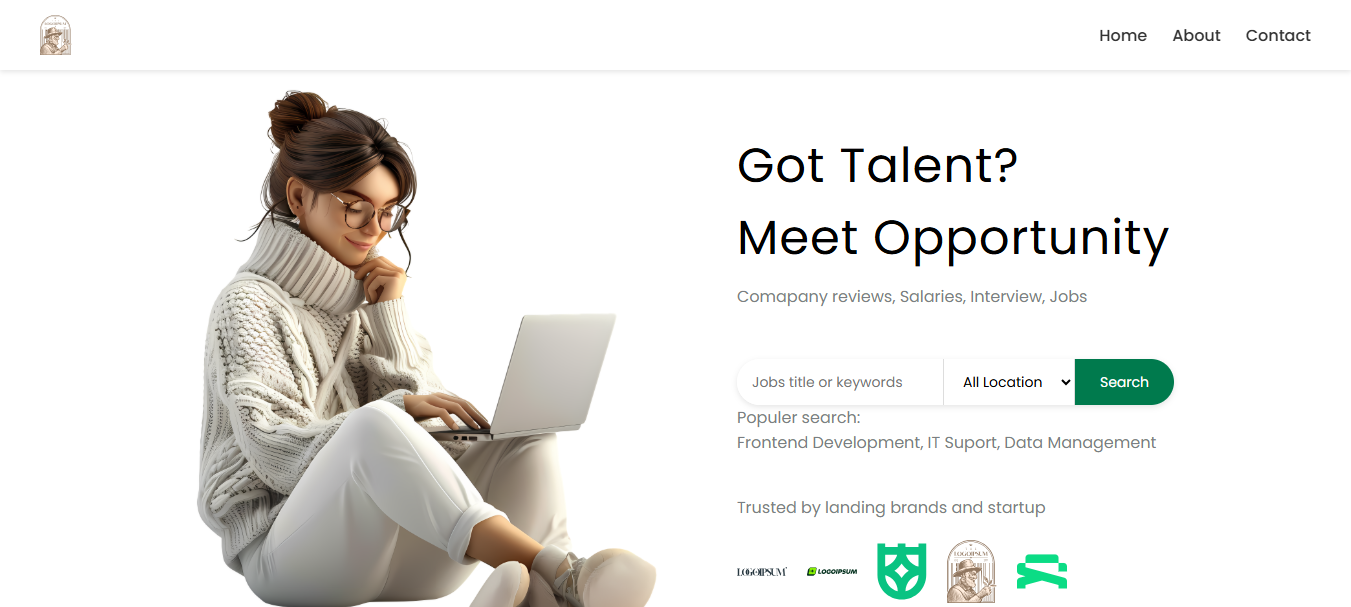 LOGOIPSUM
Home About Contact
Got Talent?
Meet Opportunity
Comapany reviews, Salaries, Interview, Jobs
Jobs title or keywords All Location Search
Populer search:
Frontend Development, IT Suport, Data Management
Trusted by landing brands and startup
LOGOIPSUM LOGOIPSUM LOGOIPSUM